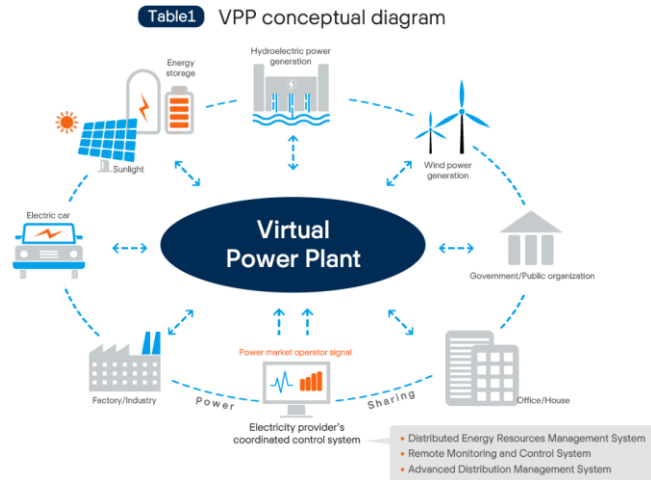 Table1 VPP conceptual diagram
Hydroelectric power
generation
Energy
storage
Sunlight
Wind power
generation
Electric car
Virtual
Power Plant
Government/Public organization
Power market operator signal
Factory/Industry
Power
Sharing
Office/House
Electricity provider's
coordinated control system
• Distributed Energy Resources Management System
• Remote Monitoring and Control System
• Advanced Distribution Management System